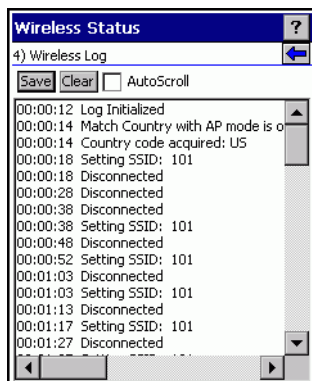 Wireless Status ?
4) Wireless Log
Save Clear AutoScroll
00:00:12 Log Initialized
00:00:14 Match Country with AP mode is o
00:00:14 Country code acquired: US
00:00:18 Setting SSID: 101
00:00:18 Disconnected
00:00:28 Disconnected
00:00:38 Disconnected
00:00:38 Setting SSID: 101
00:00:48 Disconnected
00:00:52 Setting SSID: 101
00:01:03 Disconnected
00:01:03 Setting SSID: 101
00:01:13 Disconnected
00:01:17 Setting SSID: 101
00:01:27 Disconnected